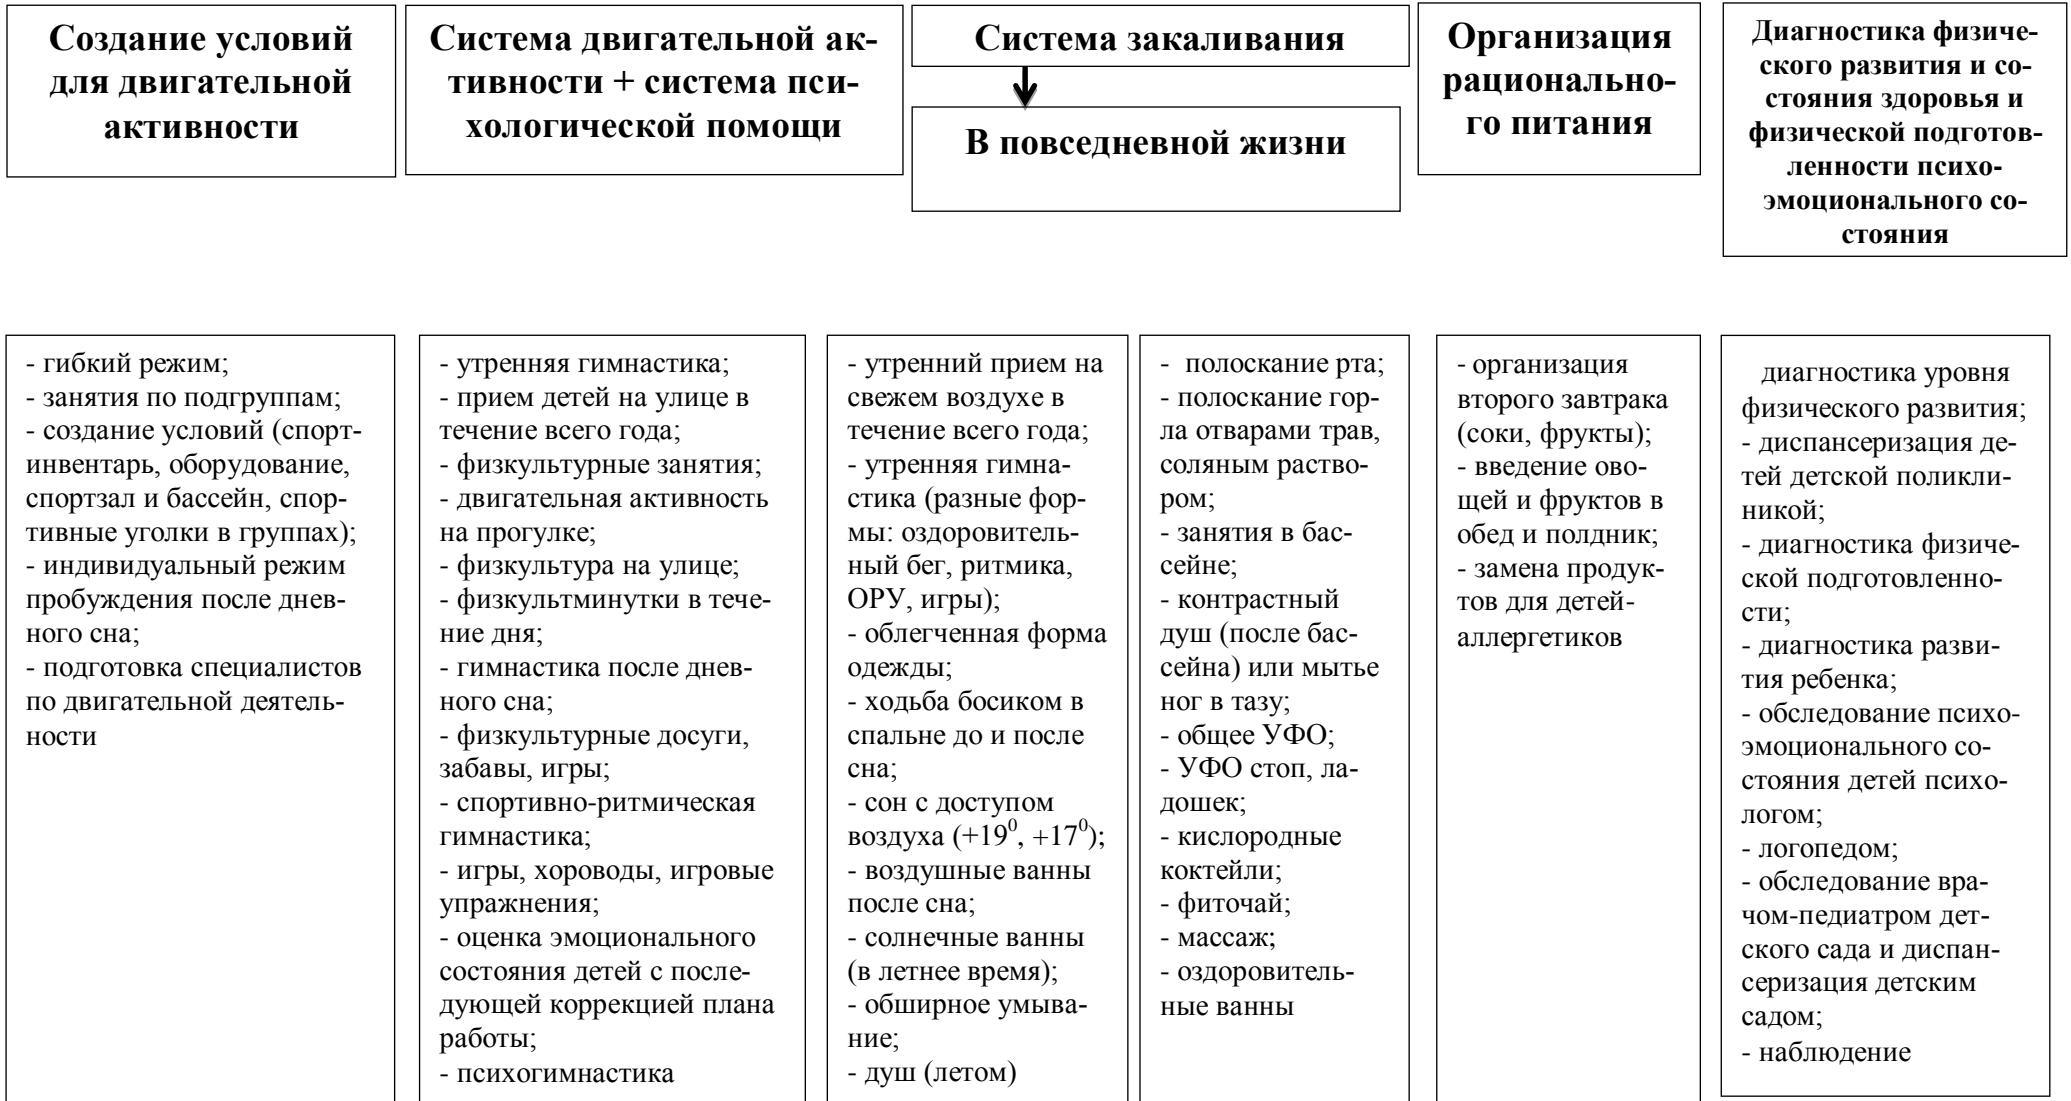 Создание условий
для двигательной
активности
Система двигательной ак-
тивности + система пси-
хологической помощи
Система закаливания
В повседневной жизни
Организация
рационально-
го питания
Диагностика физиче-
ского развития и со-
стояния здоровья и
физической подготов-
ленности психо-
эмоционального со-
стояния
- гибкий режим;
- занятия по подгруппам;
- создание условий (спорт-
инвентарь, оборудование,
спортзал и бассейн, спор-
тивные уголки в группах);
- индивидуальный режим
пробуждения после днев-
ного сна;
- подготовка специалистов
по двигательной деятель-
ности
- утренняя гимнастика;
- прием детей на улице в
течение всего года;
- физкультурные занятия;
- двигательная активность
на прогулке;
- физкультура на улице;
- физкультминутки в тече-
ние дня;
- гимнастика после днев-
ного сна;
- физкультурные досуги,
забавы, игры;
- спортивно-ритмическая
гимнастика;
- игры, хороводы, игровые
упражнения;
- оценка эмоционального
состояния детей с после-
дующей коррекцией плана
работы;
- психогимнастика
- утренний прием на
свежем воздухе в
течение всего года;
- утренняя гимна-
стика (разные фор-
мы: оздоровитель-
ный бег, ритмика,
ОРУ, игры);
- облегченная форма
одежды;
- ходьба босиком в
спальне до и после
сна;
- сон с доступом
воздуха (+19⁰, +17⁰);
- воздушные ванны
после сна;
- солнечные ванны
(в летнее время);
- обширное умыва-
ние;
- душ (летом)
- полоскание рта;
- полоскание гор-
ла отварами трав,
соляным раство-
ром;
- занятия в бас-
сейне;
- контрастный
душ (после бас-
сейна) или мытье
ног в тазу;
- общее УФО;
- УФО стоп, ла-
дошек;
- кислородные
коктейли;
- фиточай;
- массаж;
- оздоровитель-
ные ванны
- организация
второго завтрака
(соки, фрукты);
- введение ово-
щей и фруктов в
обед и полдник;
- замена продук-
тов для детей-
аллергетиков
диагностика уровня
физического развития;
- диспансеризация де-
тей детской поликли-
никой;
- диагностика физиче-
ской подготовленно-
сти;
- диагностика разви-
тия ребенка;
- обследование психо-
эмоционального со-
стояния детей психо-
логом;
- логопедом;
- обследование вра-
чом-педиатром дет-
ского сада и диспан-
серизация детским
садом;
- наблюдение